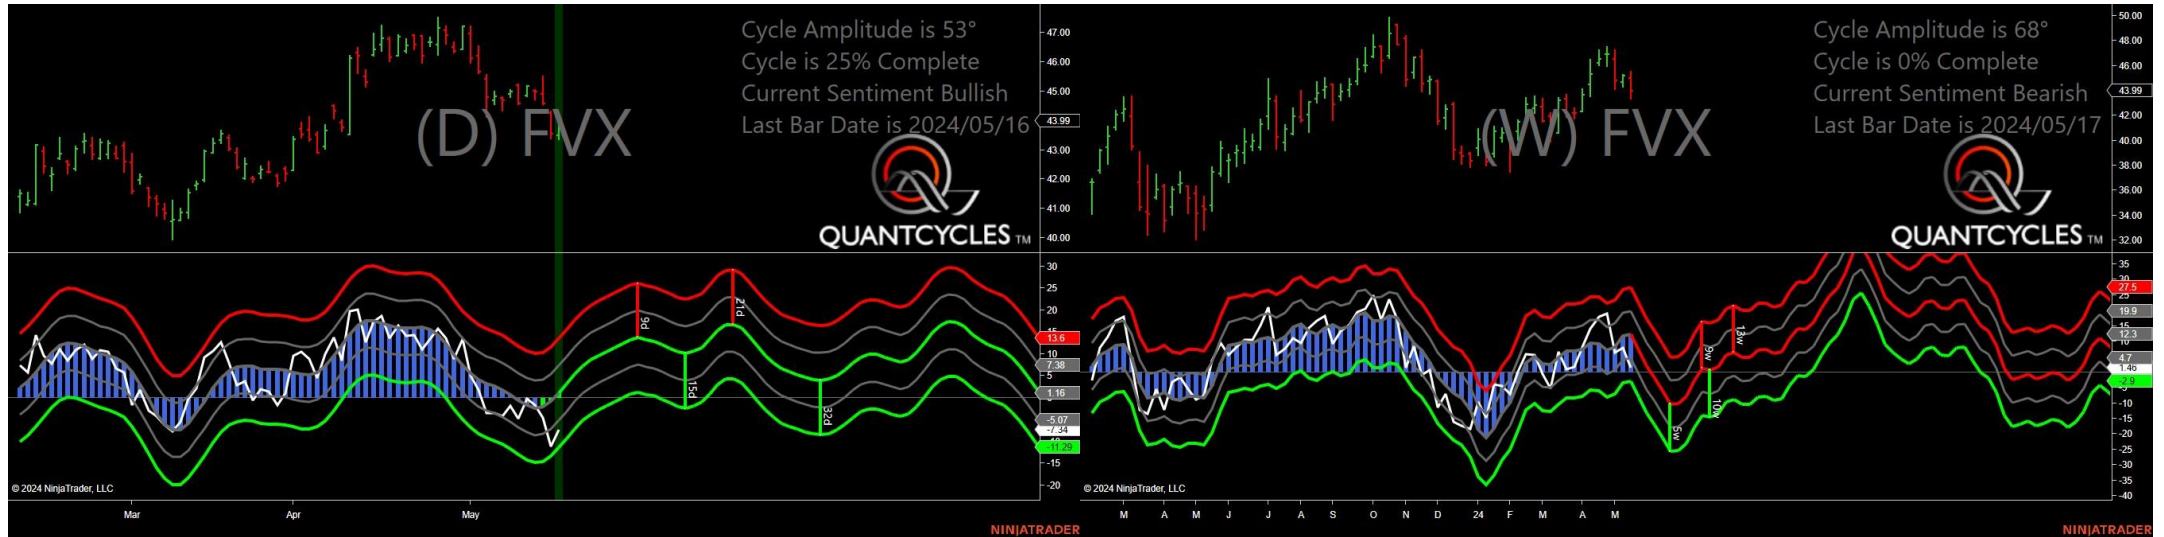 Cycle Amplitude is 53°
Cycle is 25% Complete
Current Sentiment Bullish
Last Bar Date is 2024/05/16
(D) FVX
QUANTCYCLES TM
47.00
46.00
45.00
43.99
43.00
42.00
41.00
40.00
30
25
20
15
13.6
10
7.38
5
1.16
-5.07
-7.34
-11.29
-15
-20
9d
15d
21d
32d
© 2024 NinjaTrader, LLC
Mar
Apr
May
NINJATRADER
Cycle Amplitude is 68°
Cycle is 0% Complete
Current Sentiment Bearish
Last Bar Date is 2024/05/17
(W) FVX
QUANTCYCLES TM
50.00
48.00
46.00
43.99
42.00
40.00
38.00
36.00
34.00
32.00
35
30
27.5
25
19.9
15
12.3
10
4.7
1.46
-2.9
-10
-15
-20
-25
-30
-35
-40
5w
9w
10w
13w
© 2024 NinjaTrader, LLC
M
A
M
J
J
A
S
O
N
D
24
F
M
A
M
NINJATRADER